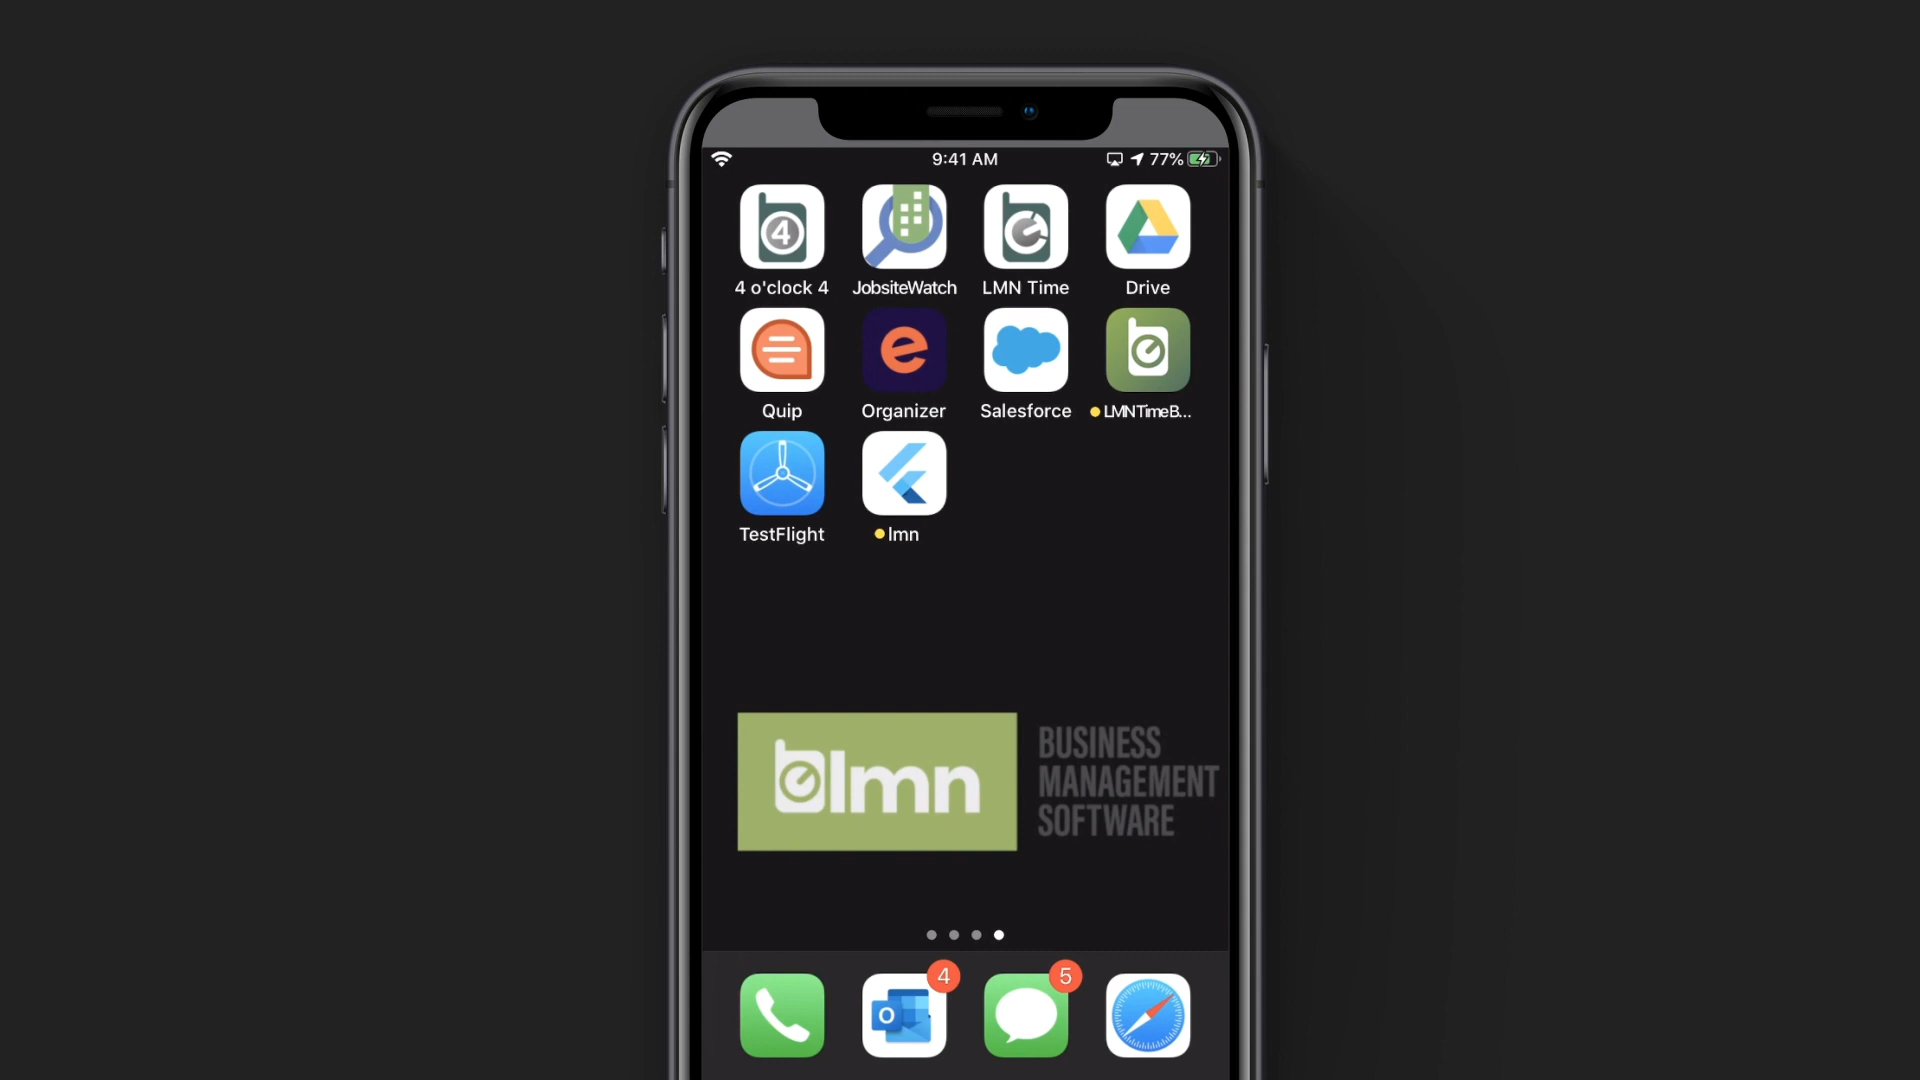 9:41 AM 77%
4
4 o'clock 4 JobsiteWatch LMN Time Drive
e
Quip Organizer Salesforce LMNTimeB...
TestFlight lmn
lmn
BUSINESS
MANAGEMENT
SOFTWARE
4 5
O